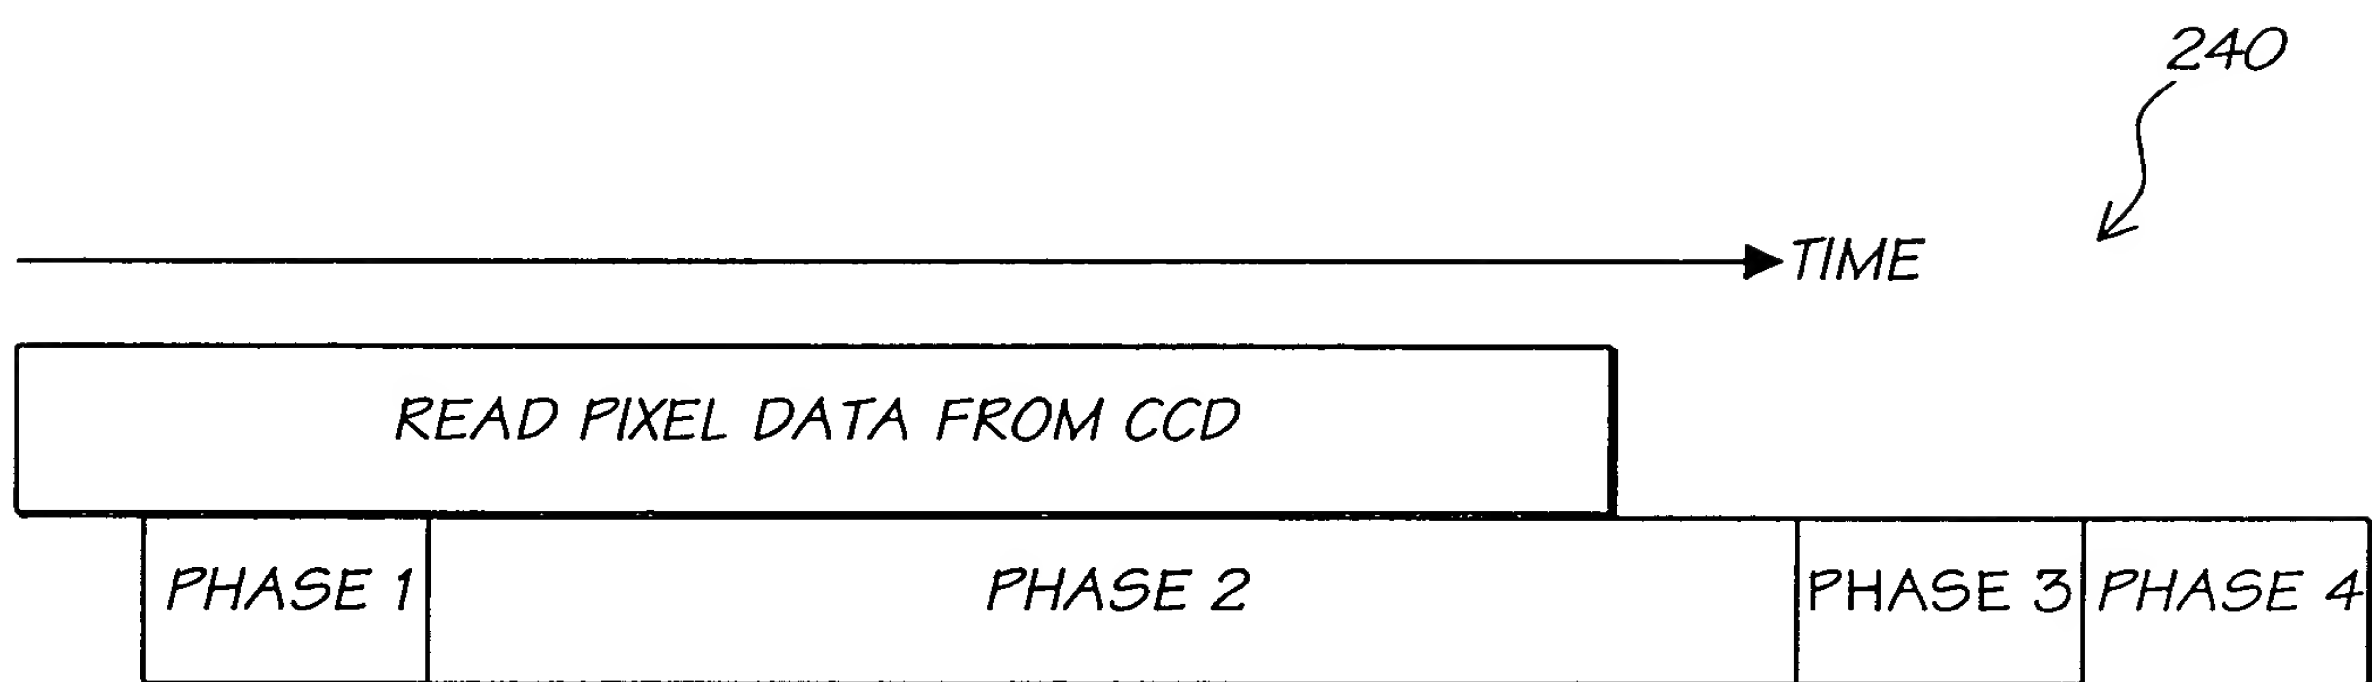 240
TIME
READ PIXEL DATA FROM CCD
PHASE 1 PHASE 2 PHASE 3 PHASE 4